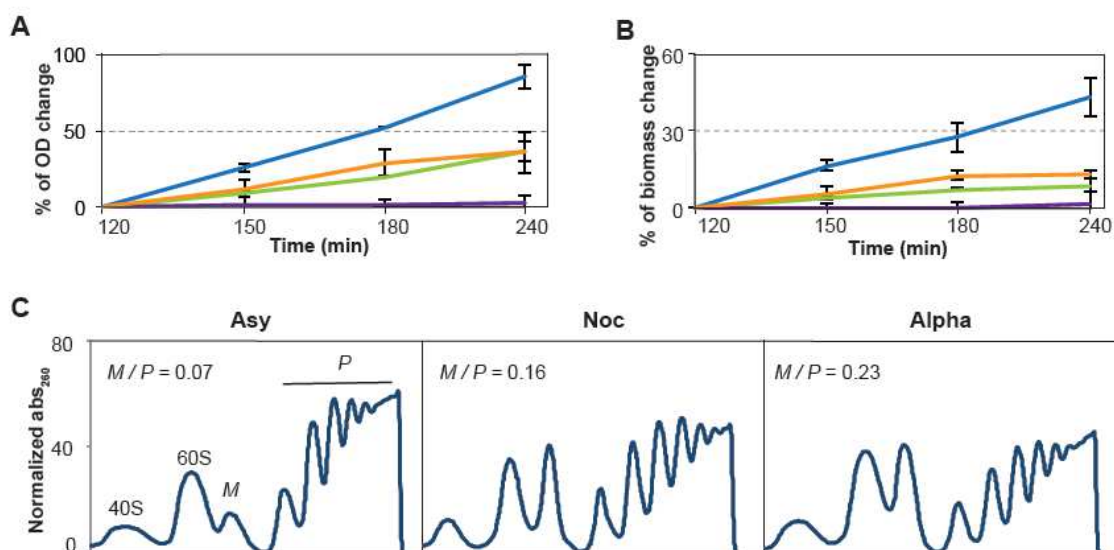 A
% of OD change
100
50
0
120 150 180 240
Time (min)
B
% of biomass change
60
30
0
120 150 180 240
Time (min)
C
Asy Noc Alpha
Normalized abs260
80
40
0
M / P = 0.07
P
40S
60S
M
M / P = 0.16
M / P = 0.23